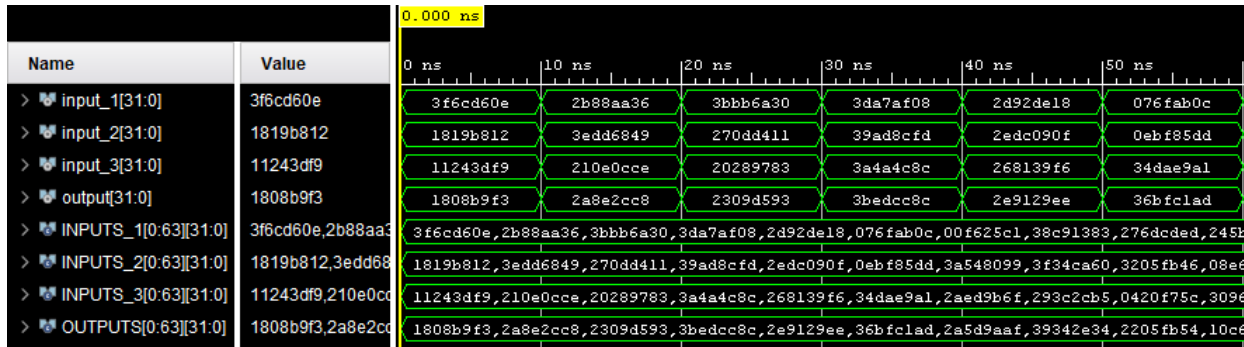 0.000 ns
Name Value 0 ns 10 ns 20 ns 30 ns 40 ns 50 ns
> input_1[31:0] 3f6cd60e 3f6cd60e 2b88aa36 3bbb6a30 3da7af08 2d92de18 076fab0c
> input_2[31:0] 1819b812 1819b812 3edd6849 270dd411 39ad8cfd 2edc090f 0ebf85dd
> input_3[31:0] 11243df9 11243df9 210e0cce 20289783 3a4a4c8c 268139f6 34dae9a1
> output[31:0] 1808b9f3 1808b9f3 2a8e2cc8 2309d593 3bedcc8c 2e9129ee 36bfc1ad
> INPUTS_1[0:63][31:0] 3f6cd60e,2b88aa3 3f6cd60e,2b88aa36,3bbb6a30,3da7af08,2d92de18,076fab0c,00f625c1,38c91383,276dcded,245b
> INPUTS_2[0:63][31:0] 1819b812,3edd68 1819b812,3edd6849,270dd411,39ad8cfd,2edc090f,0ebf85dd,3a548099,3f34ca60,3205fb46,08e6
> INPUTS_3[0:63][31:0] 11243df9,210e0cc 11243df9,210e0cce,20289783,3a4a4c8c,268139f6,34dae9a1,2aed9b6f,293c2cb5,0420f75c,3096
> OUTPUTS[0:63][31:0] 1808b9f3,2a8e2cc 1808b9f3,2a8e2cc8,2309d593,3bedcc8c,2e9129ee,36bfc1ad,2a5d9aaf,39342e34,2205fb54,10c6